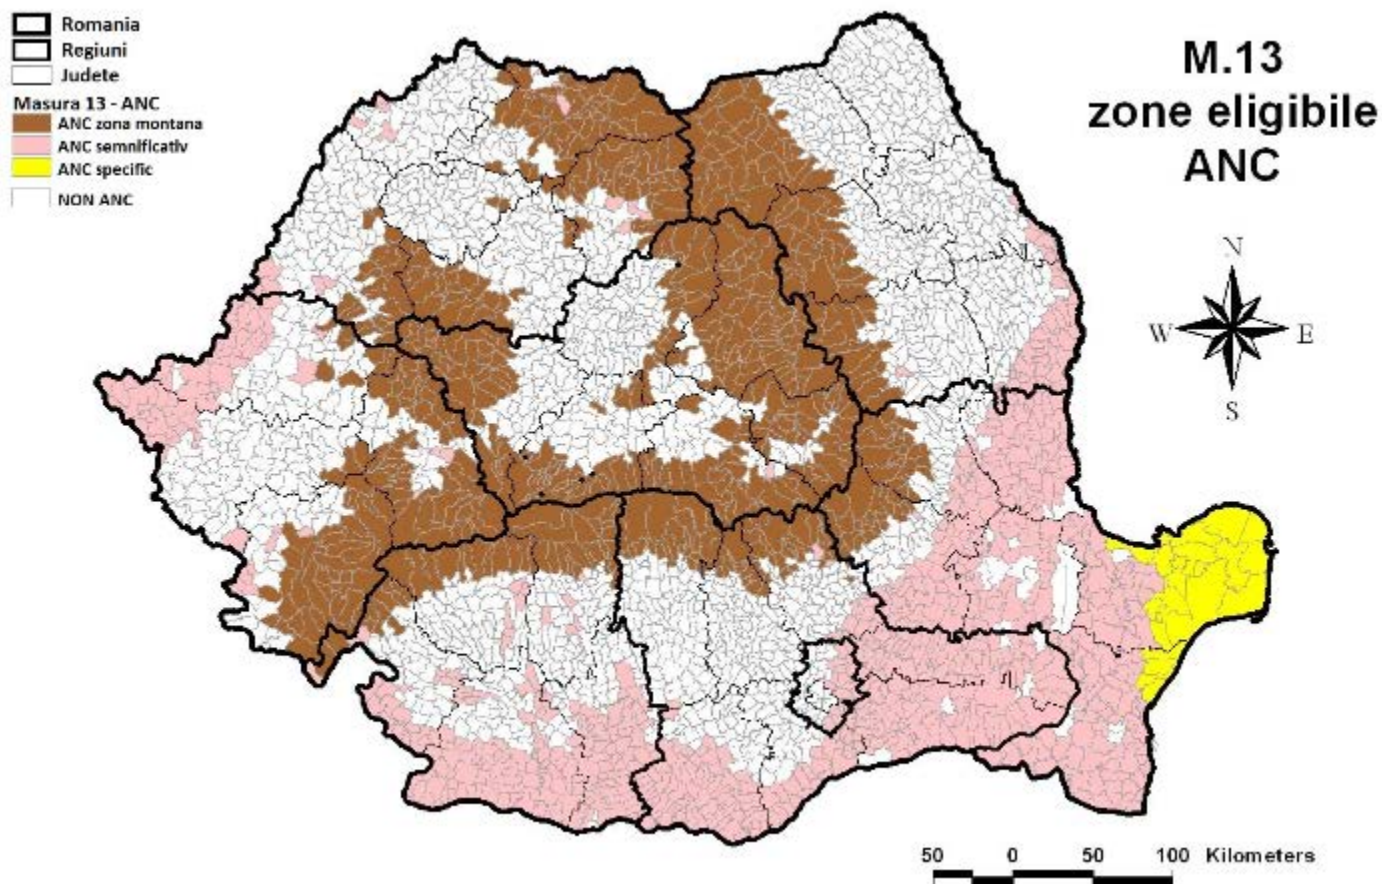 Romania
Regiuni
Judete
Masura 13 - ANC
ANC zona montana
ANC semnificativ
ANC specific
NON ANC
M.13
zone eligibile
ANC
N
W E
S
50 0 50 100 Kilometers